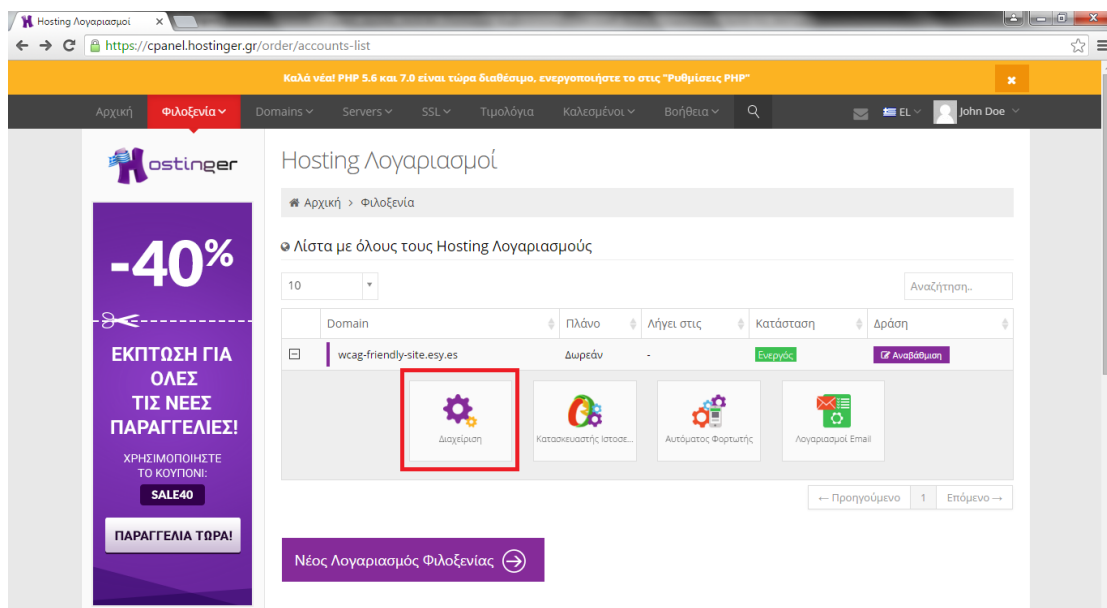 Hosting Λογαριασμοί
https://cpanel.hostinger.gr/order/accounts-list
Καλά νέα! PHP 5.6 και 7.0 είναι τώρα διαθέσιμο, ενεργοποιήστε το στις "Ρυθμίσεις PHP"
Αρχική Φιλοξενία Domains Servers SSL Τιμολόγια Καλεσμένοι Βοήθεια EL John Doe
Hostinger
Hosting Λογαριασμοί
Αρχική > Φιλοξενία
-40%
ΕΚΠΤΩΣΗ ΓΙΑ
ΟΛΕΣ
ΤΙΣ ΝΕΕΣ
ΠΑΡΑΓΓΕΛΙΕΣ!
ΧΡΗΣΙΜΟΠΟΙΗΣΤΕ
ΤΟ ΚΟΥΠΟΝΙ:
SALE40
ΠΑΡΑΓΓΕΛΙΑ ΤΩΡΑ!
Λίστα με όλους τους Hosting Λογαριασμούς
10 Αναζήτηση..
Domain Πλάνο Λήγει στις Κατάσταση Δράση
wcag-friendly-site.esy.es Δωρεάν - Ενεργός Αναβάθμιση
Διαχείριση Κατασκευαστής Ιστοσε... Αυτόματος Φορτωτής Λογαριασμοί Email
← Προηγούμενο 1 Επόμενο →
Νέος Λογαριασμός Φιλοξενίας